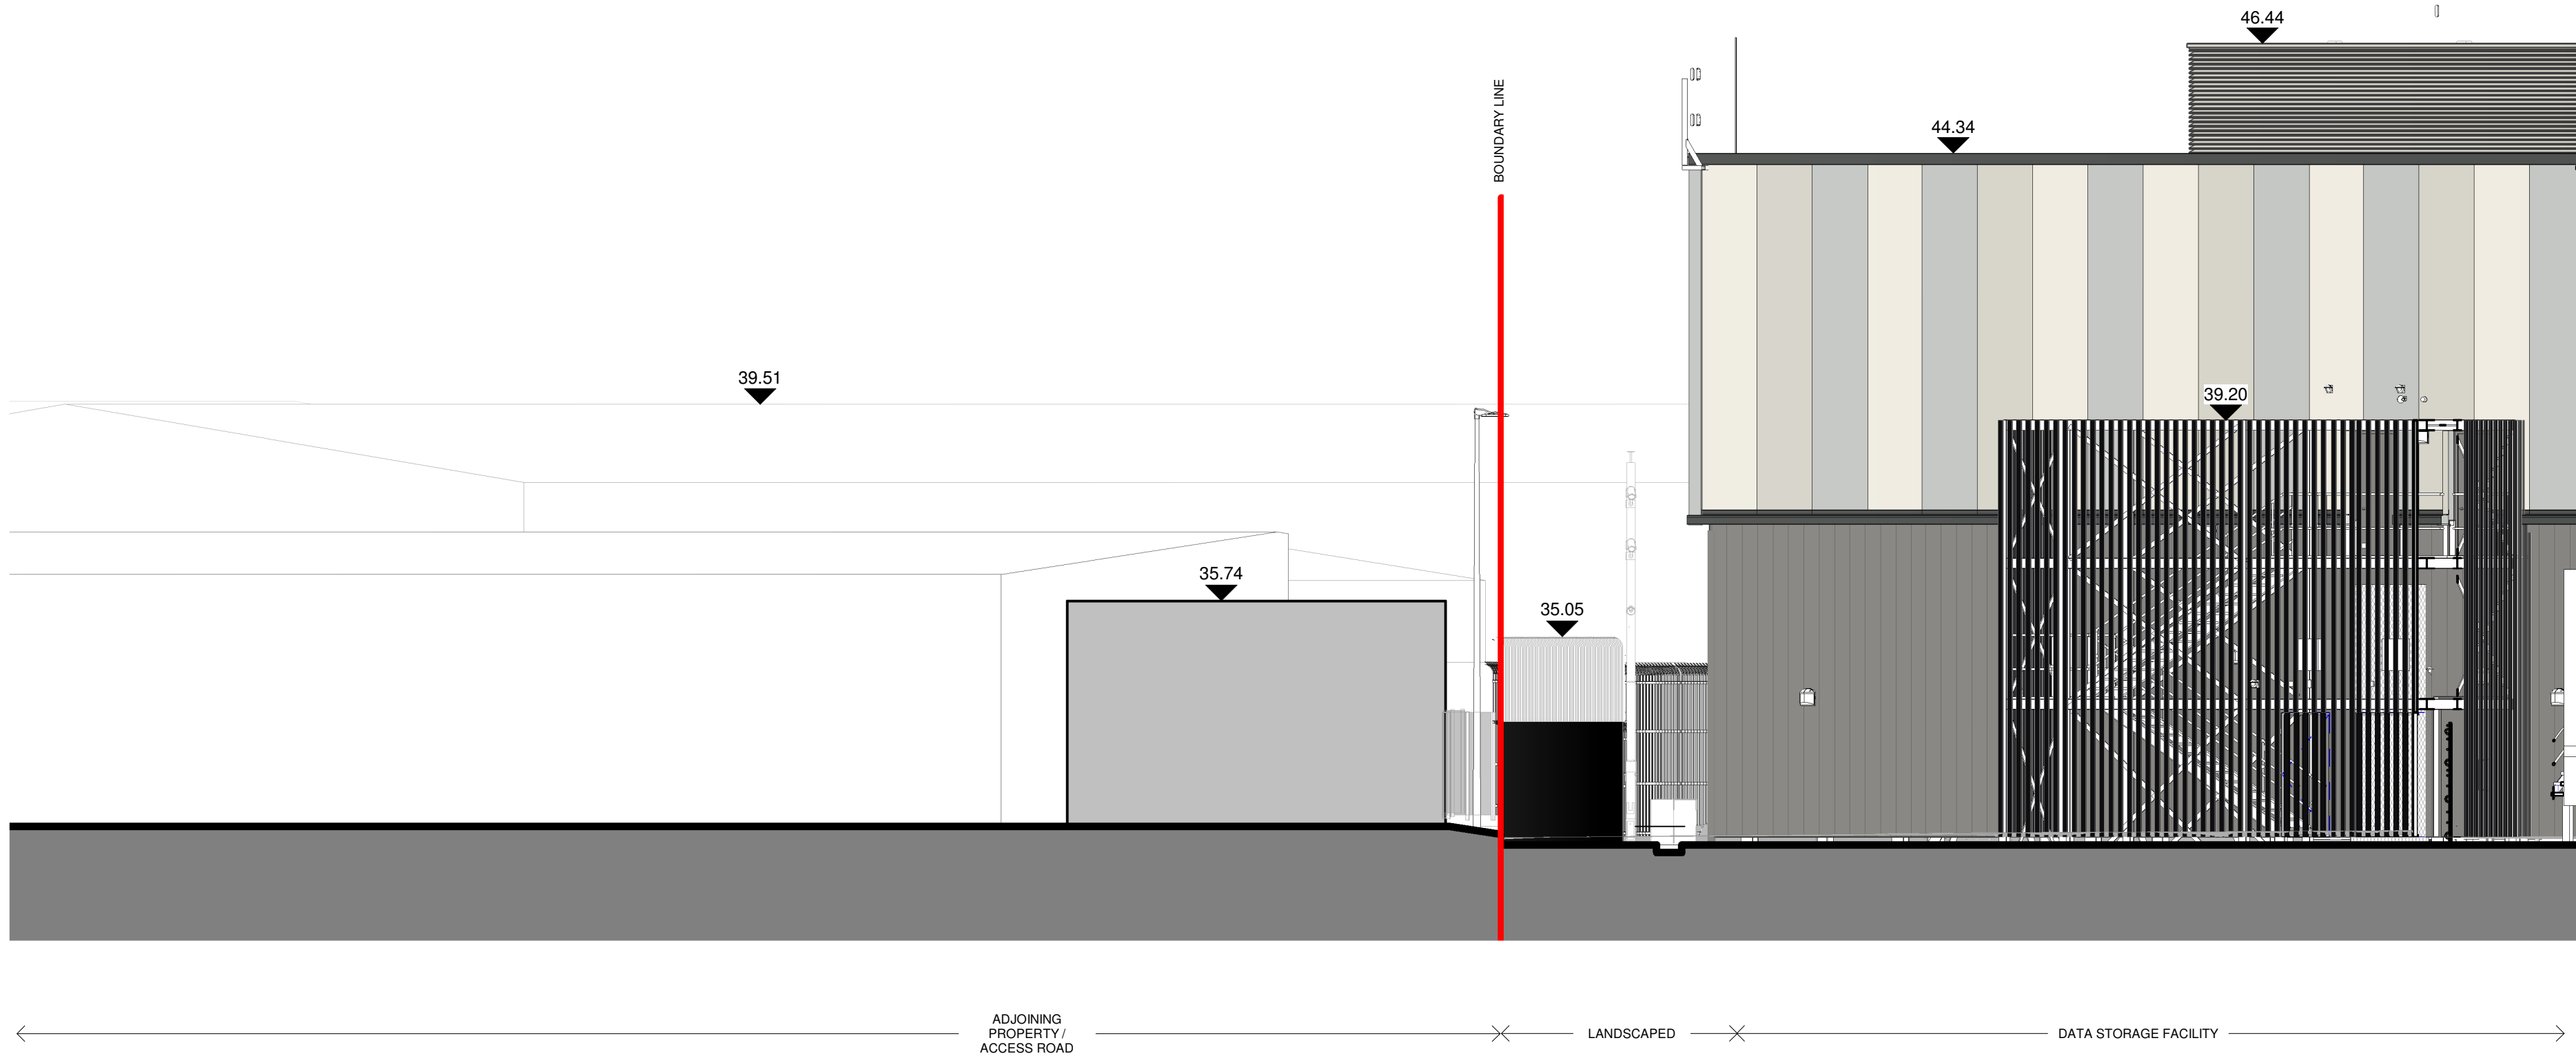 46.44
BOUNDARY LINE
44.34
39.51
39.20
35.74
35.05
ADJOINING
PROPERTY /
ACCESS ROAD
LANDSCAPED
DATA STORAGE FACILITY